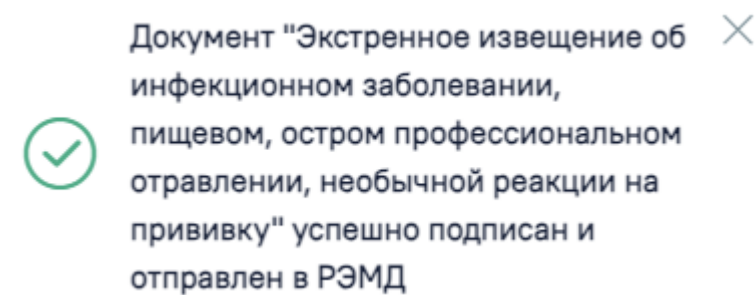 Документ "Экстренное извещение об
инфекционном заболевании,
пищевом, остром профессиональном
отравлении, необычной реакции на
прививку" успешно подписан и
отправлен в РЭМД